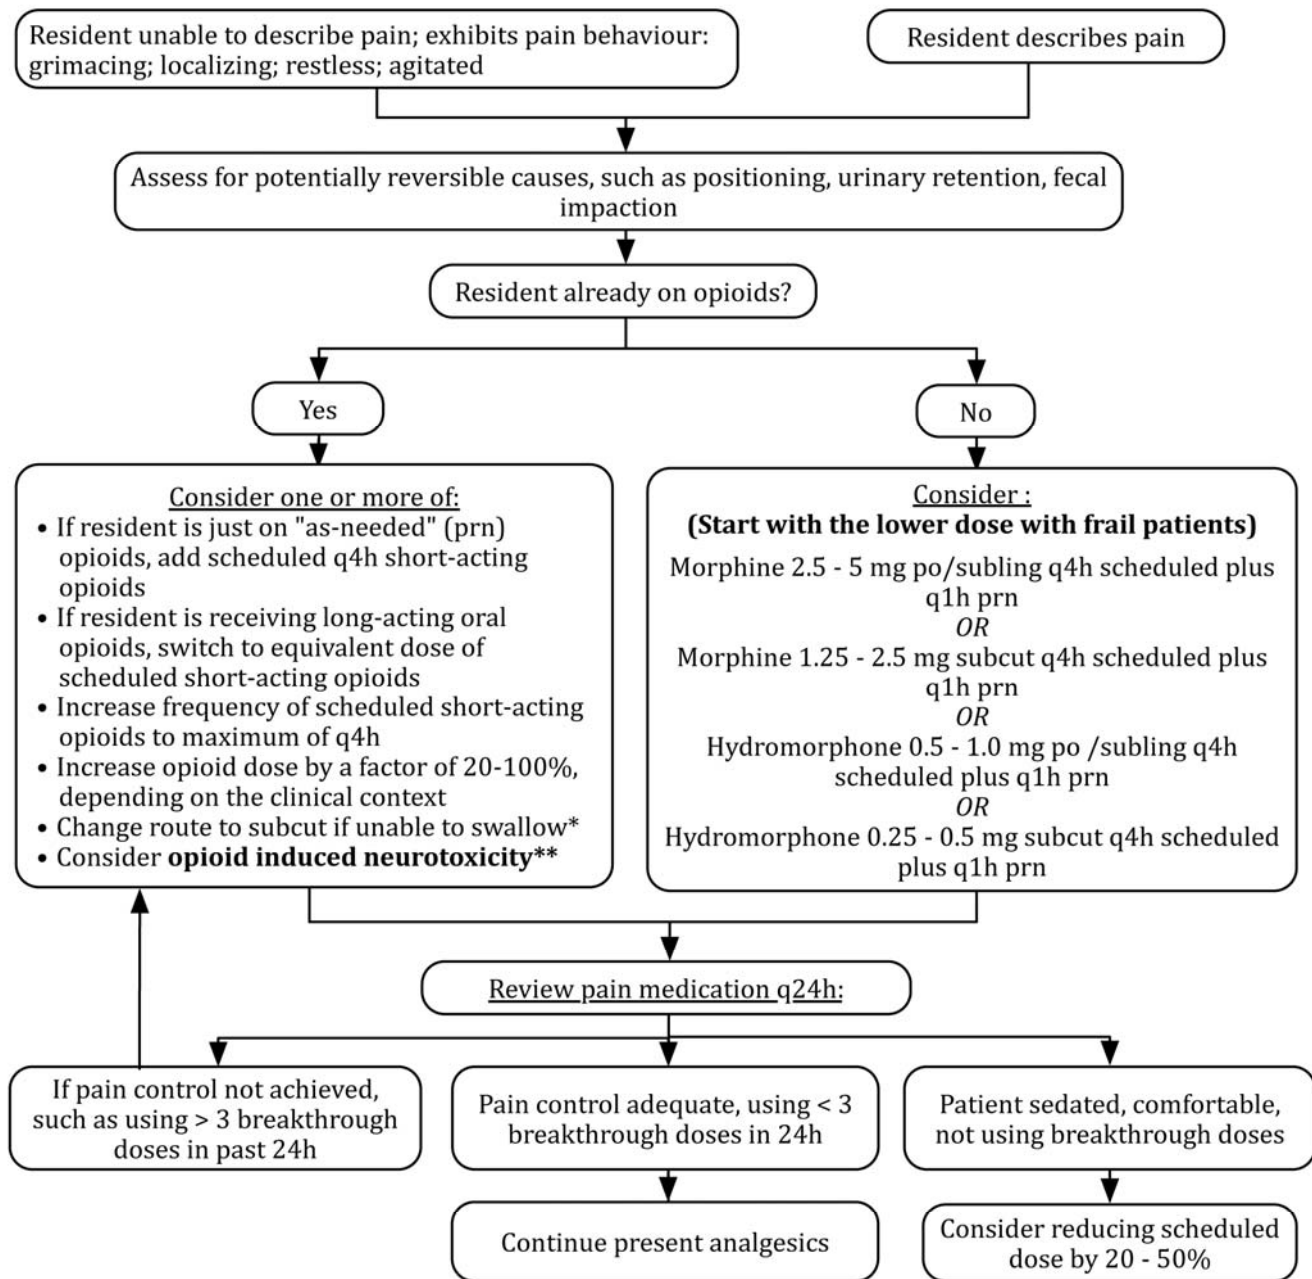 Resident unable to describe pain; exhibits pain behaviour:
grimacing; localizing; restless; agitated
Resident describes pain
Assess for potentially reversible causes, such as positioning, urinary retention, fecal
impaction
Resident already on opioids?
Yes
No
Consider one or more of:
• If resident is just on "as-needed" (prn)
opioids, add scheduled q4h short-acting
opioids
• If resident is receiving long-acting oral
opioids, switch to equivalent dose of
scheduled short-acting opioids
• Increase frequency of scheduled short-acting
opioids to maximum of q4h
• Increase opioid dose by a factor of 20-100%,
depending on the clinical context
• Change route to subcut if unable to swallow*
• Consider opioid induced neurotoxicity**
Consider :
(Start with the lower dose with frail patients)
Morphine 2.5 - 5 mg po/subling q4h scheduled plus
q1h prn
OR
Morphine 1.25 - 2.5 mg subcut q4h scheduled plus
q1h prn
OR
Hydromorphone 0.5 - 1.0 mg po /subling q4h
scheduled plus q1h prn
OR
Hydromorphone 0.25 - 0.5 mg subcut q4h scheduled
plus q1h prn
Review pain medication q24h:
If pain control not achieved,
such as using > 3 breakthrough
doses in past 24h
Pain control adequate, using < 3
breakthrough doses in 24h
Patient sedated, comfortable,
not using breakthrough doses
Continue present analgesics
Consider reducing scheduled
dose by 20 - 50%